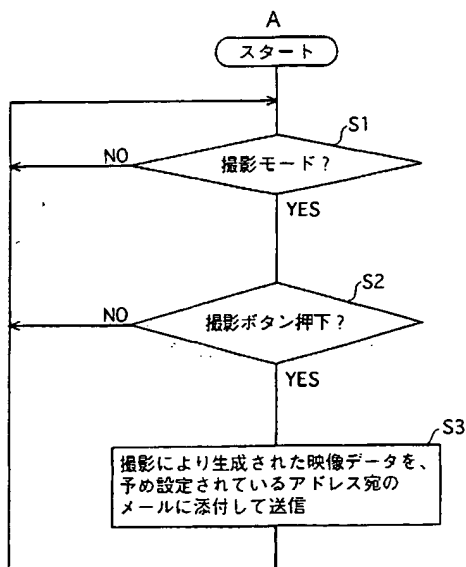 A
スタート
S1
NO
撮影モード?
YES
S2
NO
撮影ボタン押下?
YES
S3
撮影により生成された映像データを、
予め設定されているアドレス宛の
メールに添付して送信